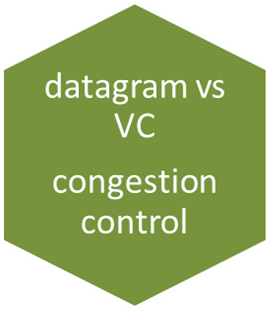 datagram vs
VC
congestion
control